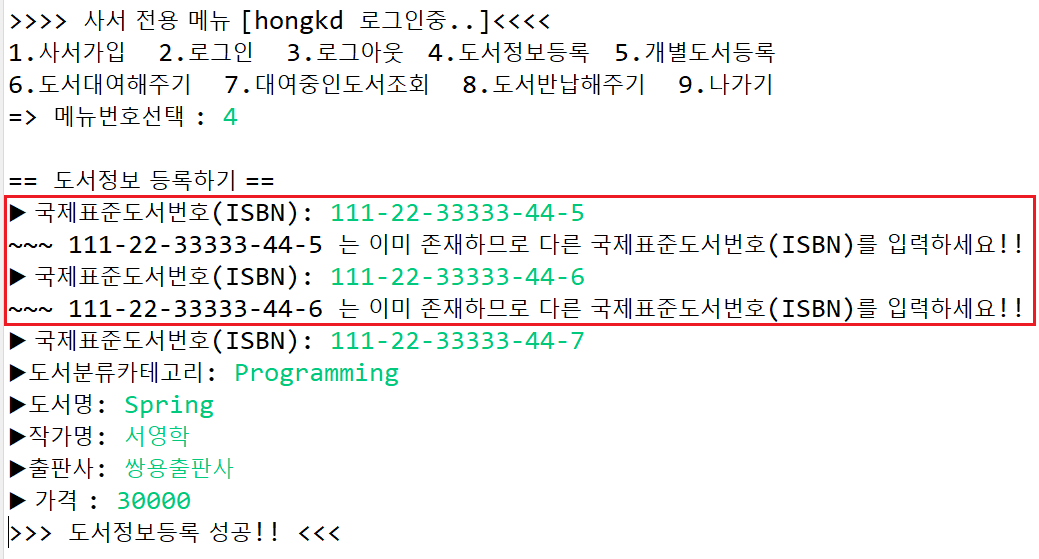 >>>> 사서 전용 메뉴 [hongkd 로그인중..]<<<<
1.사서가입  2.로그인  3.로그아웃  4.도서정보등록  5.개별도서등록
6.도서대여해주기  7.대여중인도서조회  8.도서반납해주기  9.나가기
=> 메뉴번호선택 : 4
== 도서정보 등록하기 ==
▶ 국제표준도서번호(ISBN): 111-22-33333-44-5
~~~ 111-22-33333-44-5 는 이미 존재하므로 다른 국제표준도서번호(ISBN)를 입력하세요!!
▶ 국제표준도서번호(ISBN): 111-22-33333-44-6
~~~ 111-22-33333-44-6 는 이미 존재하므로 다른 국제표준도서번호(ISBN)를 입력하세요!!
▶ 국제표준도서번호(ISBN): 111-22-33333-44-7
▶도서분류카테고리: Programming
▶도서명: Spring
▶작가명: 서영학
▶출판사: 쌍용출판사
▶ 가격 : 30000
>>> 도서정보등록 성공!! <<<